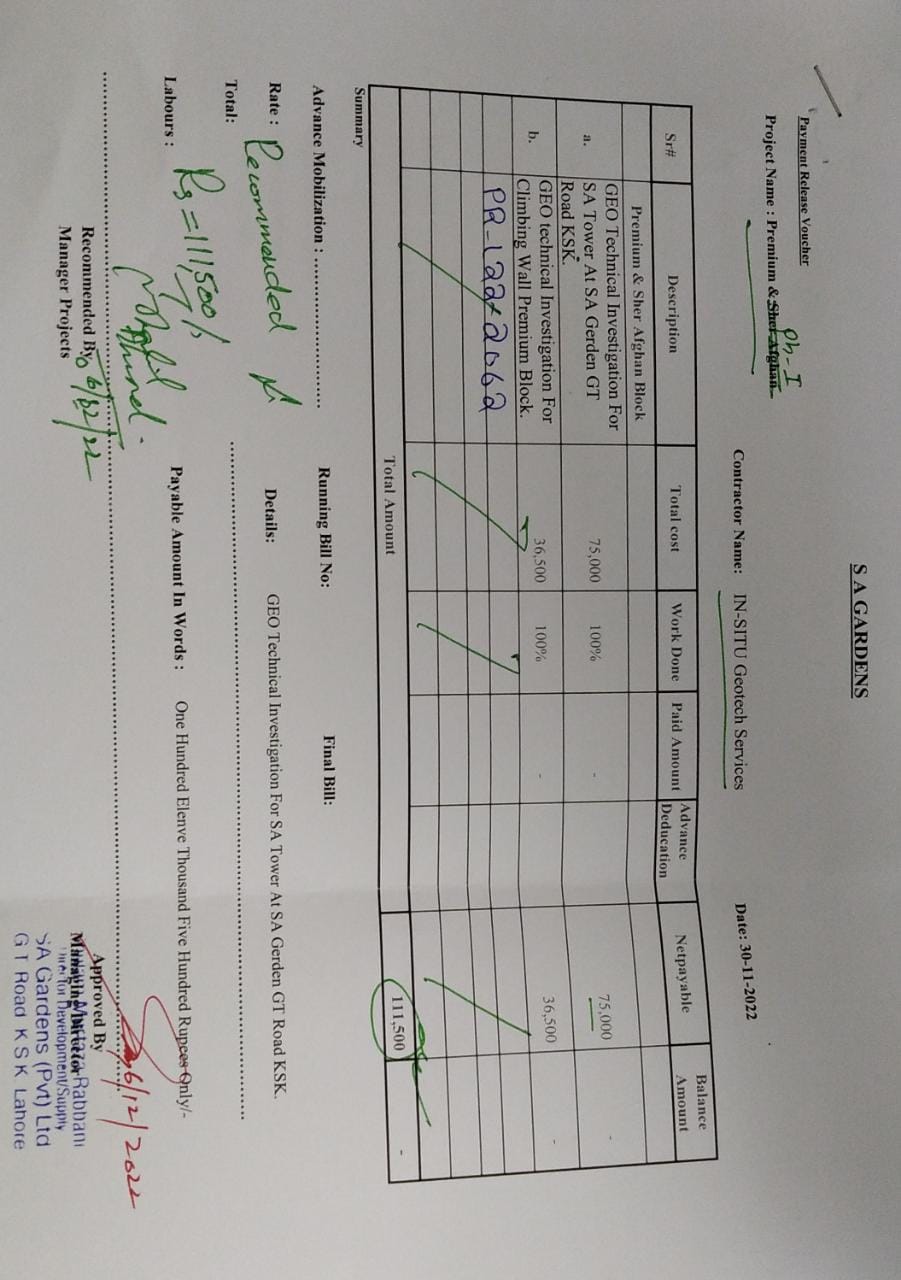 S A GARDENS
Payment Release Voucher
Ph-I
Project Name : Premium & Sher Afghan
Contractor Name: IN-SITU Geotech Services
Date: 30-11-2022
Sr# Description Total cost Work Done Paid Amount Advance Deducation Netpayable Balance Amount
Premium & Sher Afghan Block
a. GEO Technical Investigation For SA Tower At SA Gerden GT Road KSK. 75,000 100% - 75,000 -
b. GEO technical Investigation For Climbing Wall Premium Block. 36,500 100% - 36,500 -
PR-122+2062
Total Amount 111,500 -
Summary
Advance Mobilization : .................. Running Bill No: Final Bill:
Rate : Recommended Details: GEO Technical Investigation For SA Tower At SA Gerden GT Road KSK.
Total:
Rs = 111,500/-
Labours : Payable Amount In Words : One Hundred Elenve Thousand Five Hundred Rupees Only/-
Recommended By
Manager Projects
Approved By
6/12/2022
Managing Director
Rabbani
Director Development/Supply
SA Gardens (Pvt) Ltd
GT Road KSK Lahore